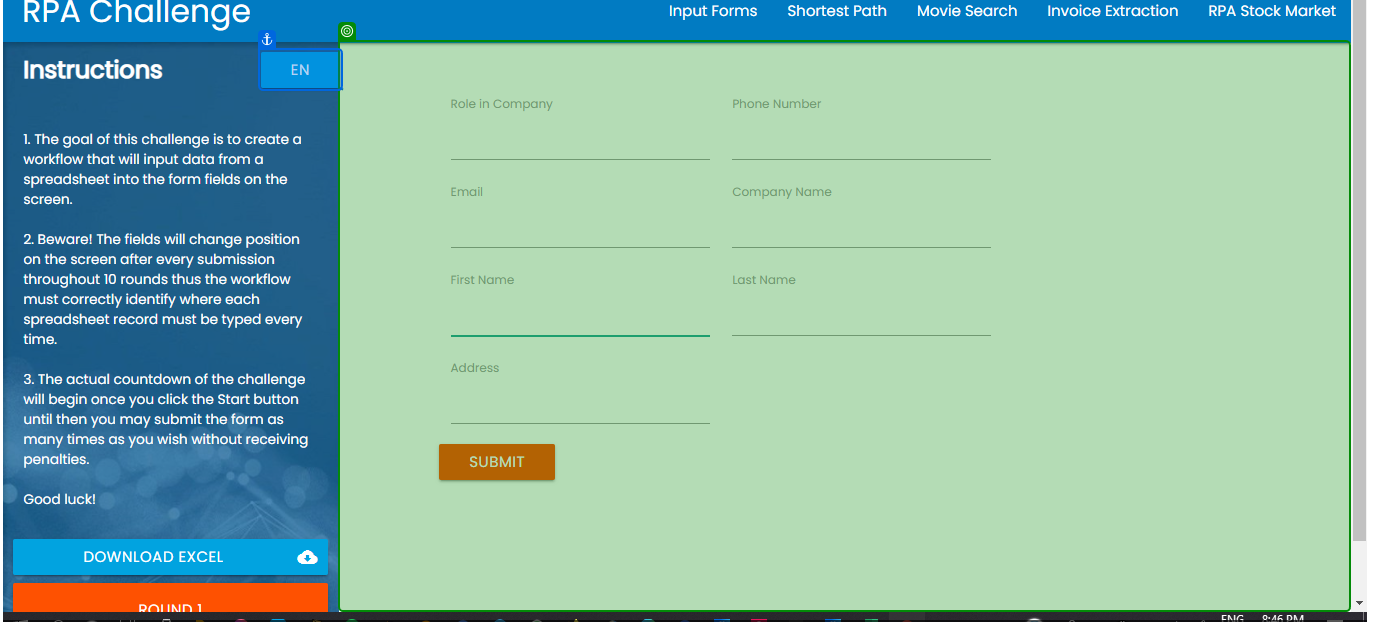 RPA Challenge
Input Forms Shortest Path Movie Search Invoice Extraction RPA Stock Market
Instructions
EN
1. The goal of this challenge is to create a
workflow that will input data from a
spreadsheet into the form fields on the
screen.
2. Beware! The fields will change position
on the screen after every submission
throughout 10 rounds thus the workflow
must correctly identify where each
spreadsheet record must be typed every
time.
3. The actual countdown of the challenge
will begin once you click the Start button
until then you may submit the form as
many times as you wish without receiving
penalties.
Good luck!
DOWNLOAD EXCEL
ROUND 1
Role in Company Phone Number
Email Company Name
First Name Last Name
Address
SUBMIT
ENG 8:46 PM